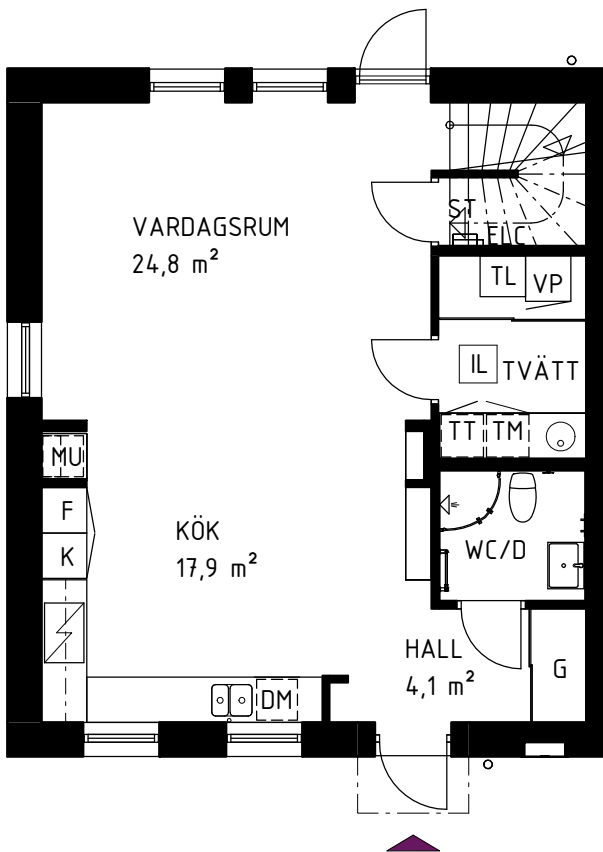 VARDAGSRUM
24,8 m²
ST
ELC
TL
VP
IL
TVÄTT
TT
TM
MU
F
K
KÖK
17,9 m²
WC/D
HALL
4,1 m²
G
DM